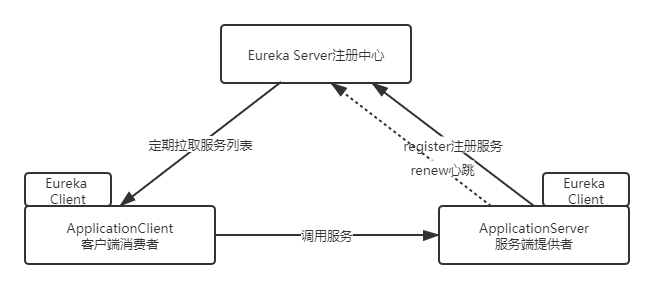 Eureka Server注册中心
定期拉取服务列表
register注册服务
renew心跳
Eureka
Client
Eureka
Client
ApplicationClient
客户端消费者
调用服务
ApplicationServer
服务端提供者